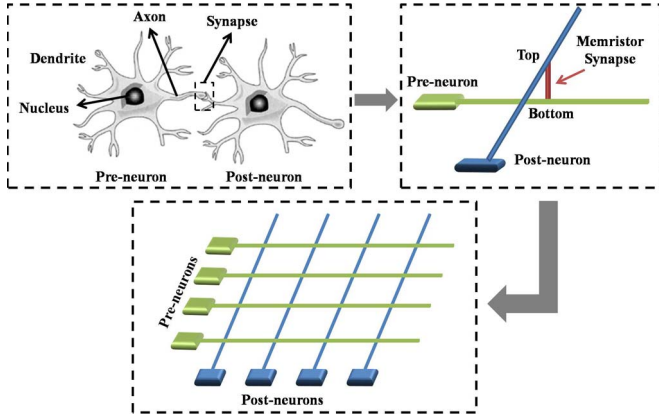 Axon
Synapse
Dendrite
Nucleus
Pre-neuron
Post-neuron
Top
Memristor
Synapse
Pre-neuron
Bottom
Post-neuron
Pre-neurons
Post-neurons